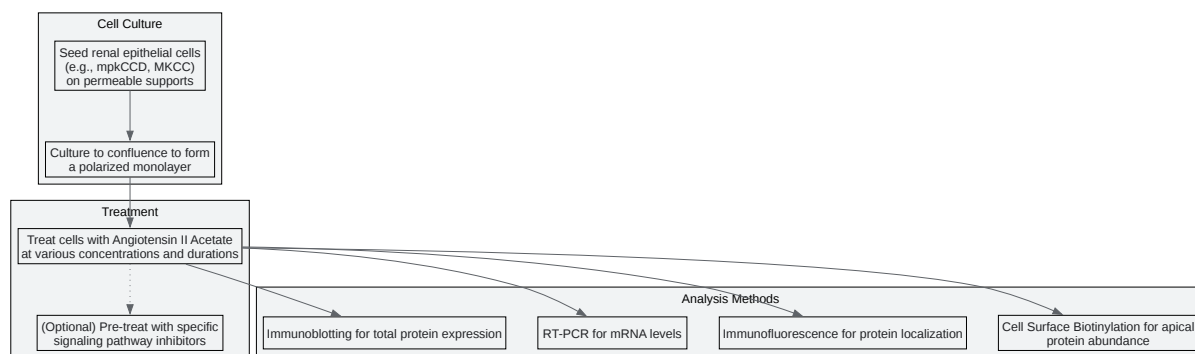 Cell Culture
Seed renal epithelial cells
(e.g., mpkCCD, MKCC)
on permeable supports
Culture to confluence to form
a polarized monolayer
Treatment
Treat cells with Angiotensin II Acetate
at various concentrations and durations
(Optional) Pre-treat with specific
signaling pathway inhibitors
Analysis Methods
Immunoblotting for total protein expression
RT-PCR for mRNA levels
Immunofluorescence for protein localization
Cell Surface Biotinylation for apical
protein abundance